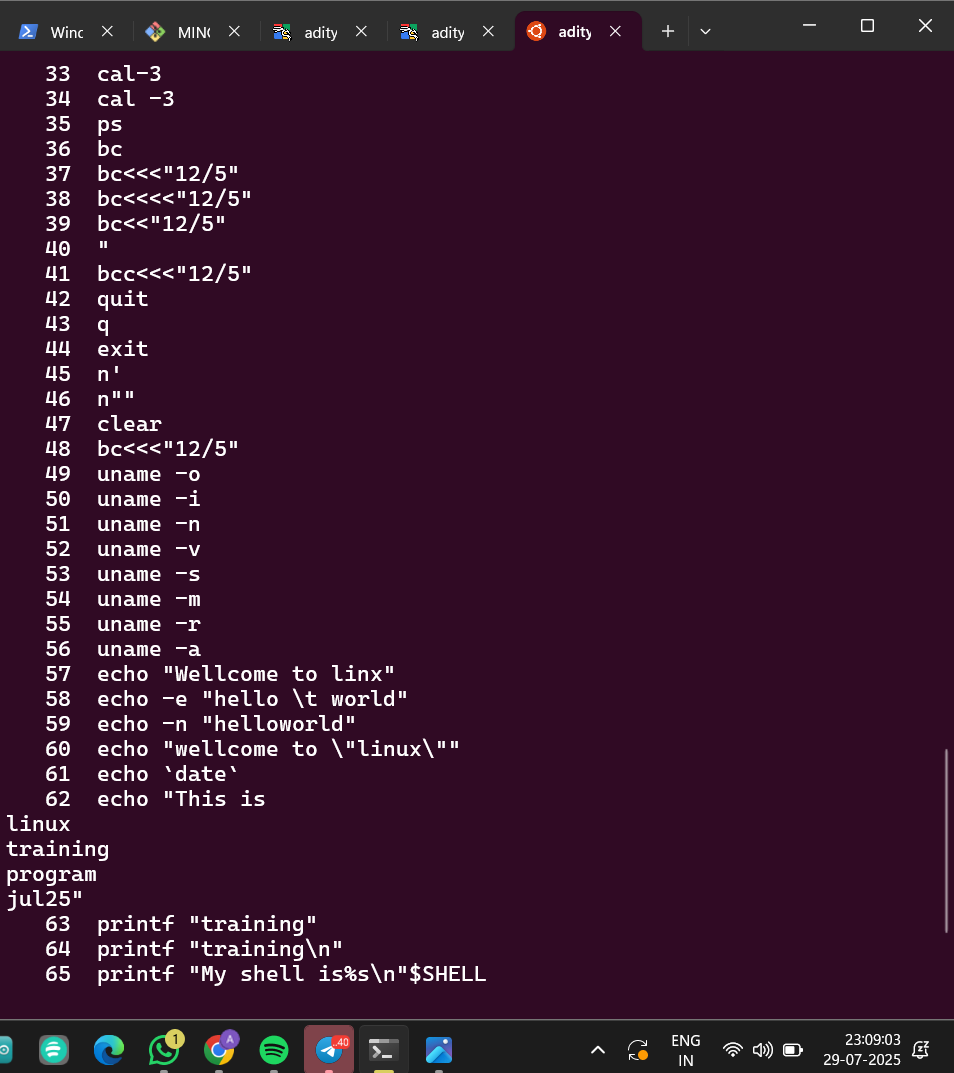 Winc MIN adity adity adity
33 cal-3
34 cal -3
35 ps
36 bc
37 bc<<<"12/5"
38 bc<<<<"12/5"
39 bc<<"12/5"
40 "
41 bcc<<<"12/5"
42 quit
43 q
44 exit
45 n'
46 n""
47 clear
48 bc<<<"12/5"
49 uname -o
50 uname -i
51 uname -n
52 uname -v
53 uname -s
54 uname -m
55 uname -r
56 uname -a
57 echo "Wellcome to linx"
58 echo -e "hello \t world"
59 echo -n "helloworld"
60 echo "wellcome to \"linux\""
61 echo `date`
62 echo "This is
linux
training
program
jul25"
63 printf "training"
64 printf "training\n"
65 printf "My shell is%s\n"$SHELL
1 A .40
ENG 23:09:03
IN 29-07-2025